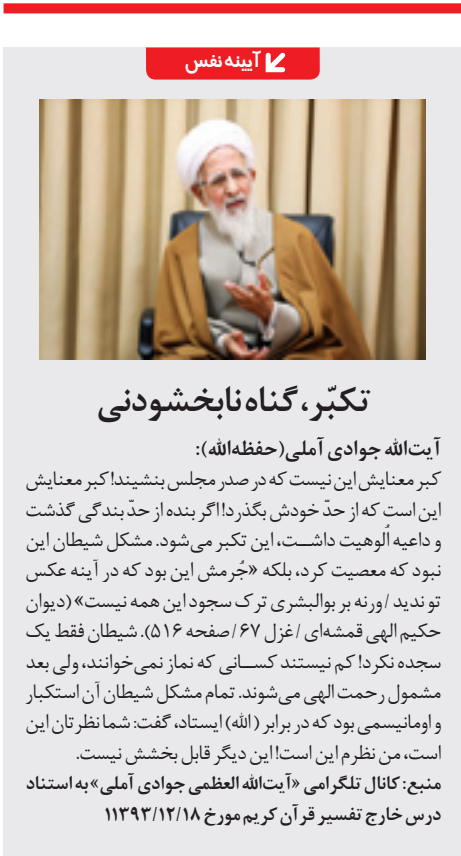 آیینه نفس
تکبّر، گناه نابخشودنی
آیت‌الله جوادی آملی(حفظه‌الله):
کبر معنایش این نیست که در صدر مجلس بنشیند! کبر معنایش
این است که از حدّ خودش بگذرد! اگر بنده از حدّ بندگی گذشت
و داعیه اُلوهیت داشــت، این تکبر می‌شود. مشکل شیطان این
نبود که معصیت کرد، بلکه «جُرمش این بود که در آینه عکس
تو ندید / ورنه بر بوالبشری ترک سجود این همه نیست» (دیوان
حکیم الهی قمشه‌ای / غزل ۶۷ / صفحه ۵۱۶). شیطان فقط یک
سجده نکرد! کم نیستند کســانی که نماز نمی‌خوانند، ولی بعد
مشمول رحمت الهی می‌شوند. تمام مشکل شیطان آن استکبار
و اومانیسمی بود که در برابر (الله) ایستاد، گفت: شما نظرتان این
است، من نظرم این است! این دیگر قابل بخشش نیست.
منبع: کانال تلگرامی «آیت‌الله العظمی جوادی آملی» به استناد
درس خارج تفسیر قرآن کریم مورخ ۱۱۳۹۳/۱۲/۱۸